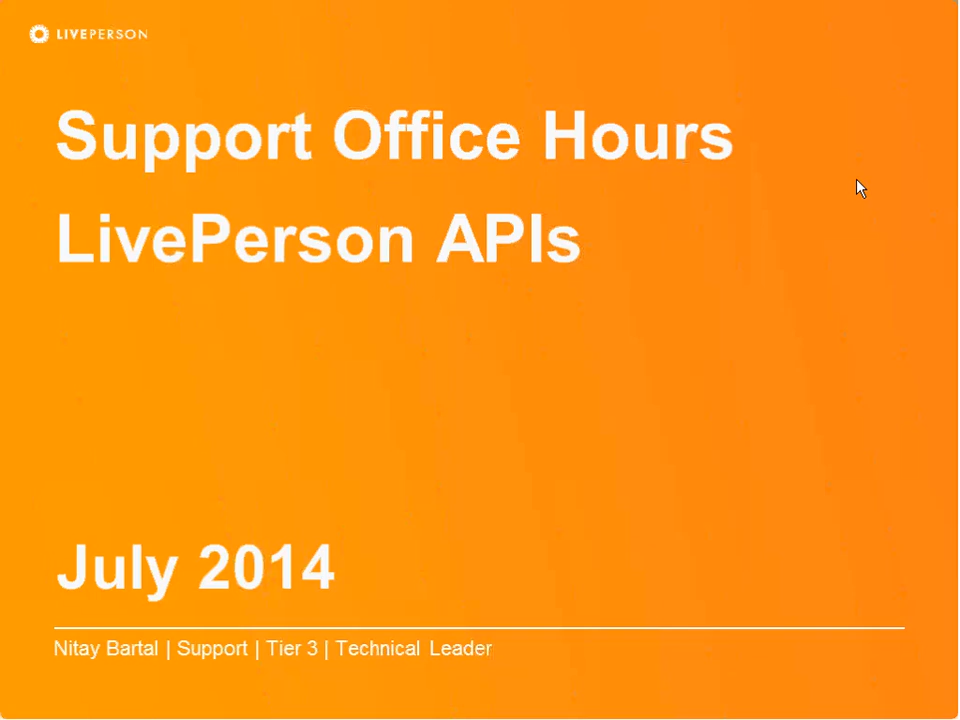 LIVEPERSON
Support Office Hours
LivePerson APIs
July 2014
Nitay Bartal | Support | Tier 3 | Technical Leader